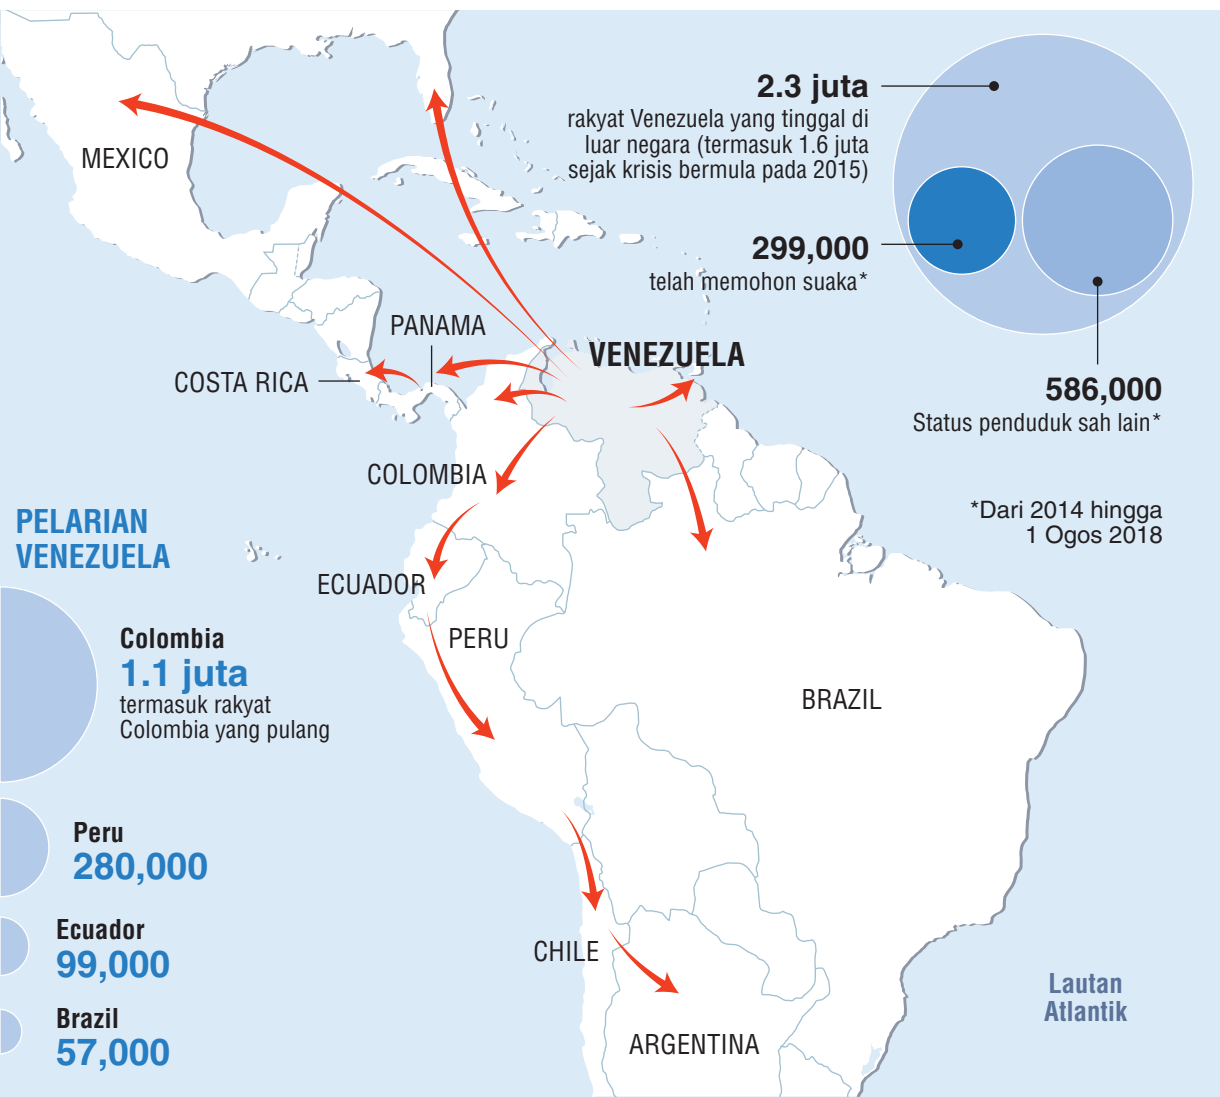 2.3 juta
rakyat Venezuela yang tinggal di
luar negara (termasuk 1.6 juta
sejak krisis bermula pada 2015)
299,000
telah memohon suaka*
586,000
Status penduduk sah lain*
*Dari 2014 hingga
1 Ogos 2018
MEXICO
PANAMA
VENEZUELA
COSTA RICA
COLOMBIA
ECUADOR
PERU
BRAZIL
CHILE
ARGENTINA
Lautan
Atlantik
PELARIAN
VENEZUELA
Colombia
1.1 juta
termasuk rakyat
Colombia yang pulang
Peru
280,000
Ecuador
99,000
Brazil
57,000